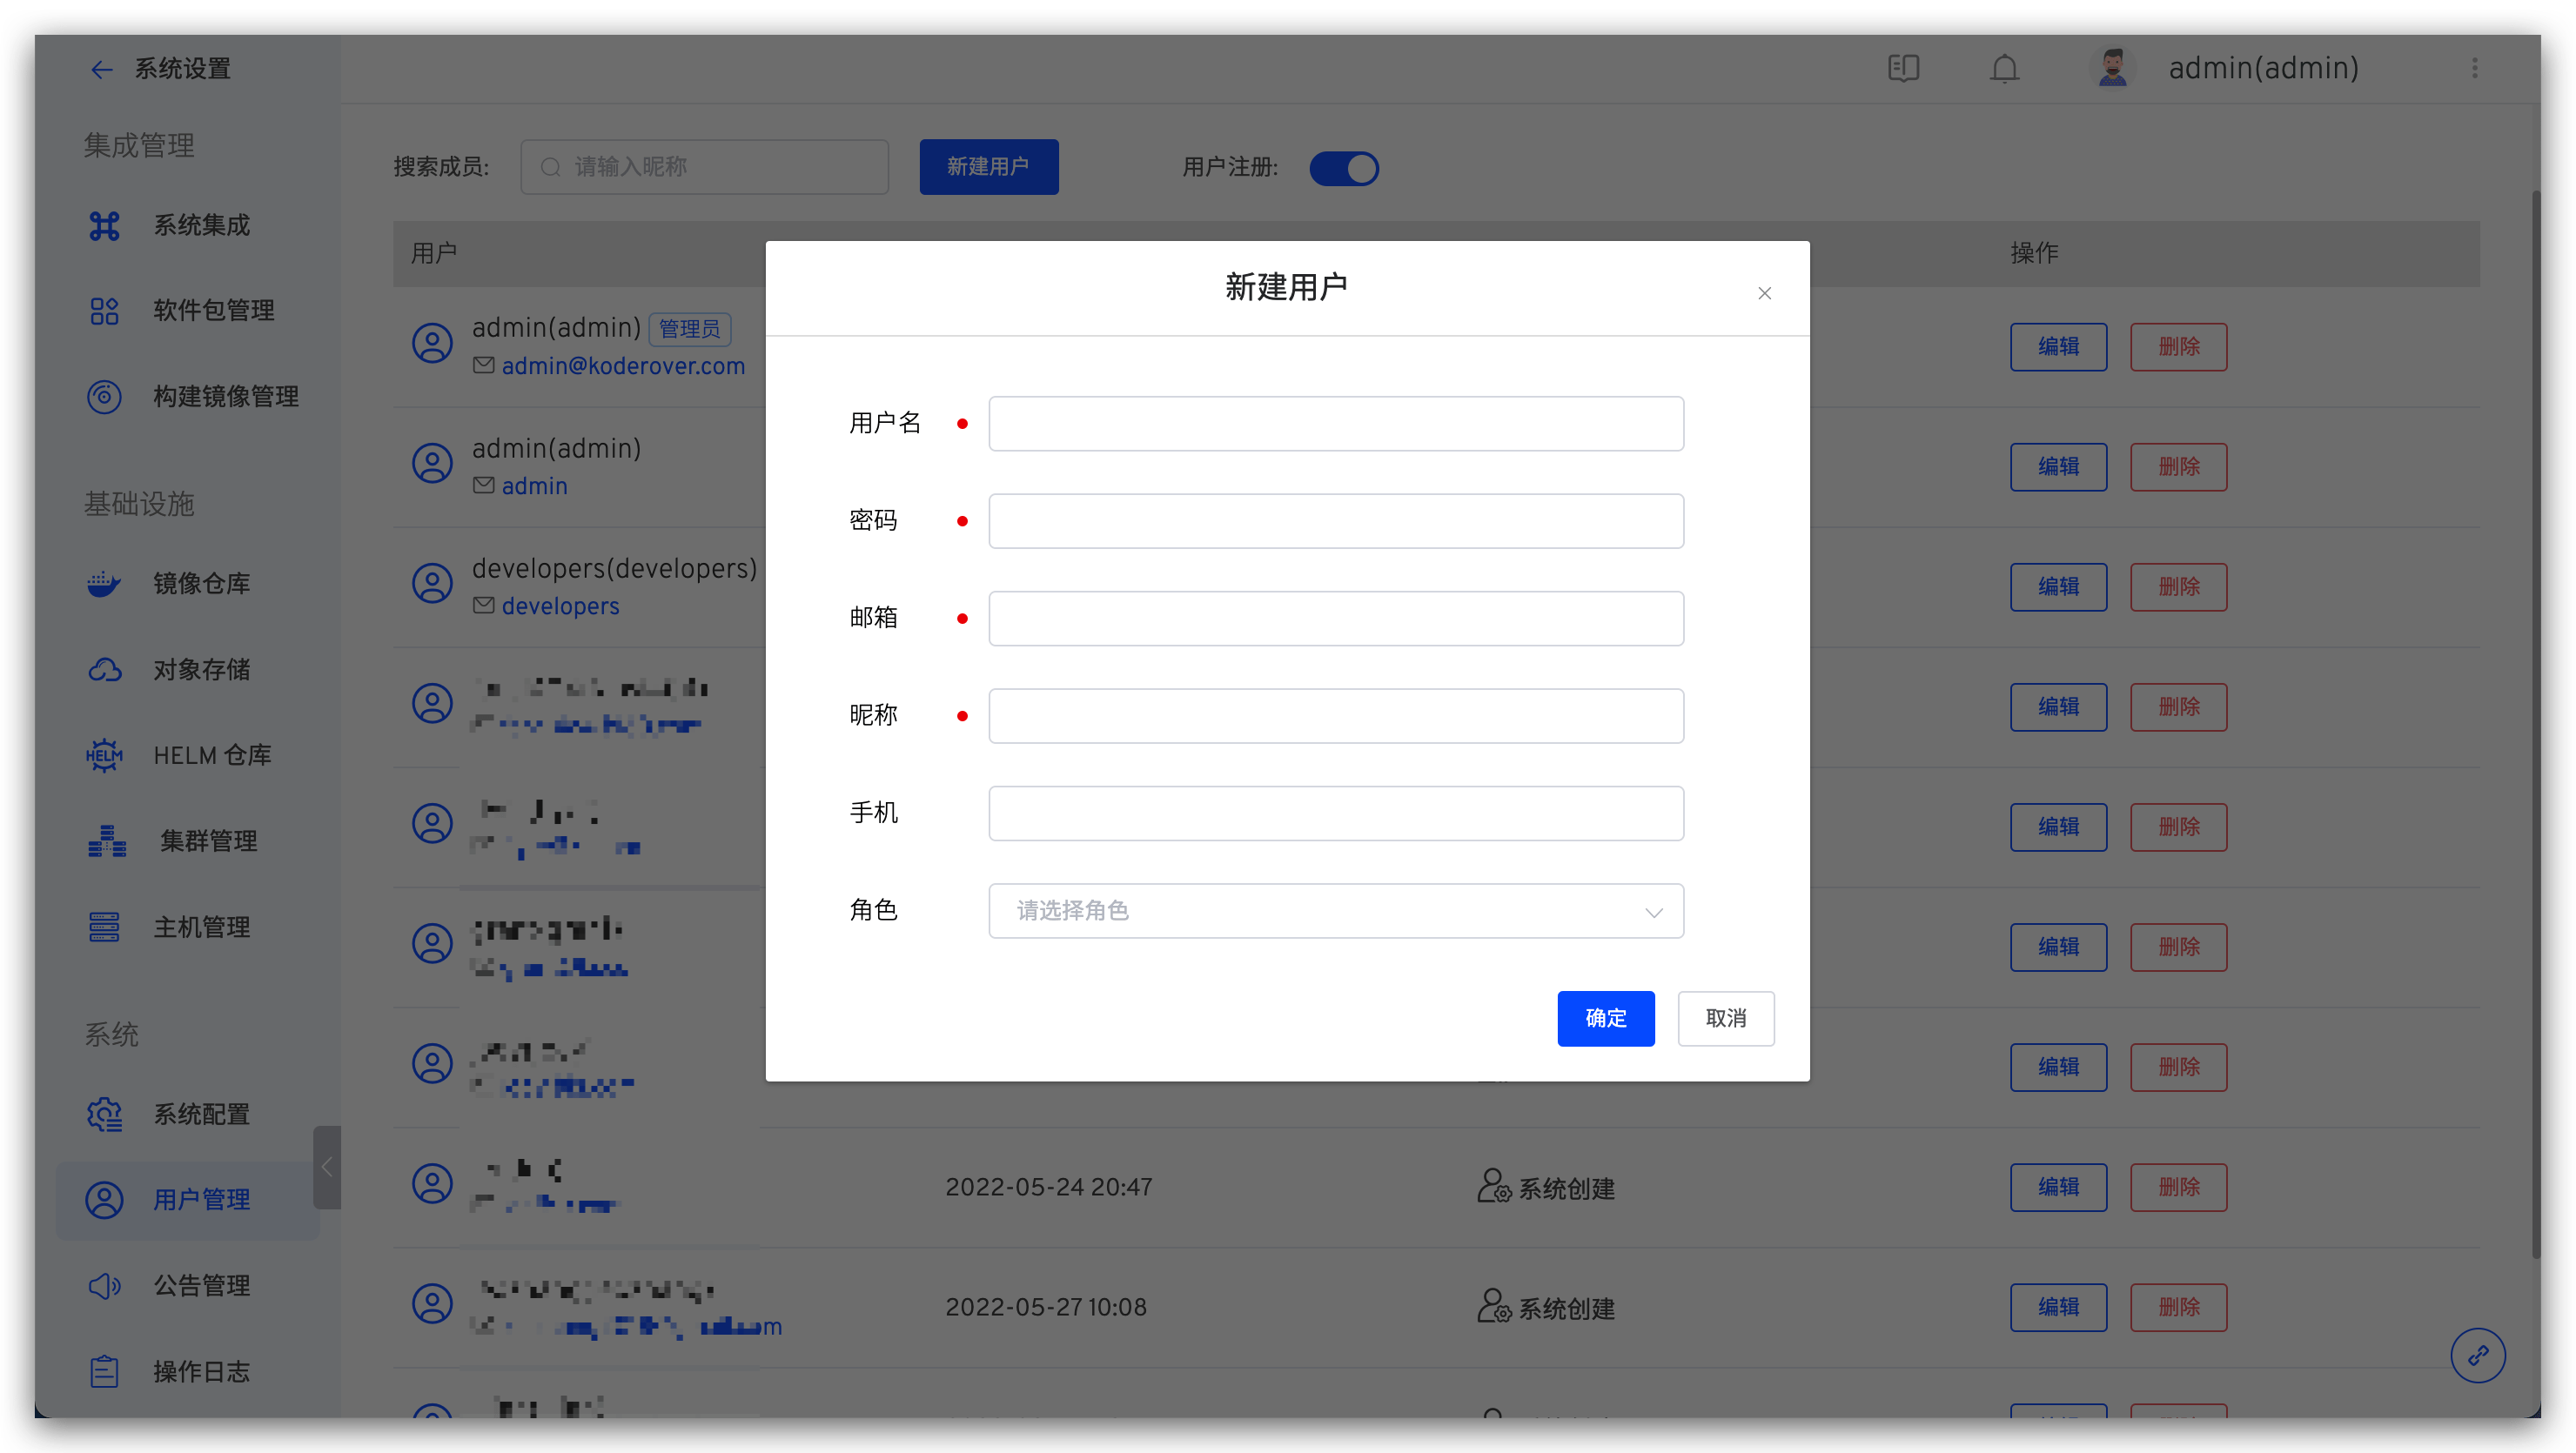 系统设置
admin(admin)
集成管理
系统集成
软件包管理
构建镜像管理
基础设施
镜像仓库
对象存储
HELM 仓库
集群管理
主机管理
系统
系统配置
用户管理
公告管理
操作日志
搜索成员:
请输入昵称
新建用户
用户注册:
用户
操作
admin(admin) 管理员
admin@koderover.com
编辑 删除
admin(admin)
admin
编辑 删除
developers(developers)
developers
编辑 删除
编辑 删除
编辑 删除
编辑 删除
编辑 删除
2022-05-24 20:47 系统创建 编辑 删除
2022-05-27 10:08 系统创建 编辑 删除
新建用户
用户名
密码
邮箱
昵称
手机
角色 请选择角色
确定 取消